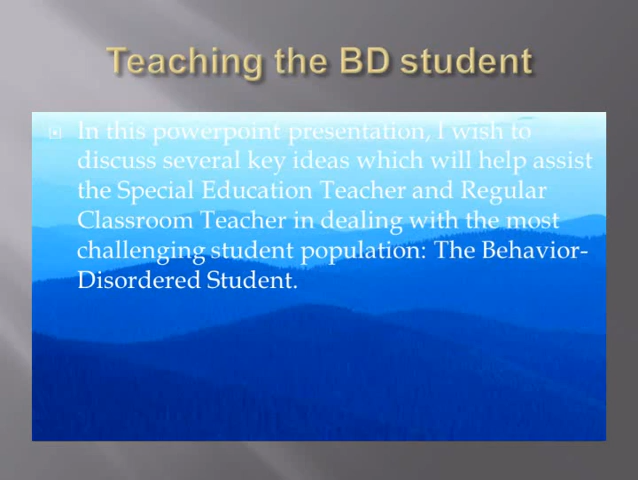 Teaching the BD student
In this powerpoint presentation, I wish to
discuss several key ideas which will help assist
the Special Education Teacher and Regular
Classroom Teacher in dealing with the most
challenging student population: The Behavior-
Disordered Student.